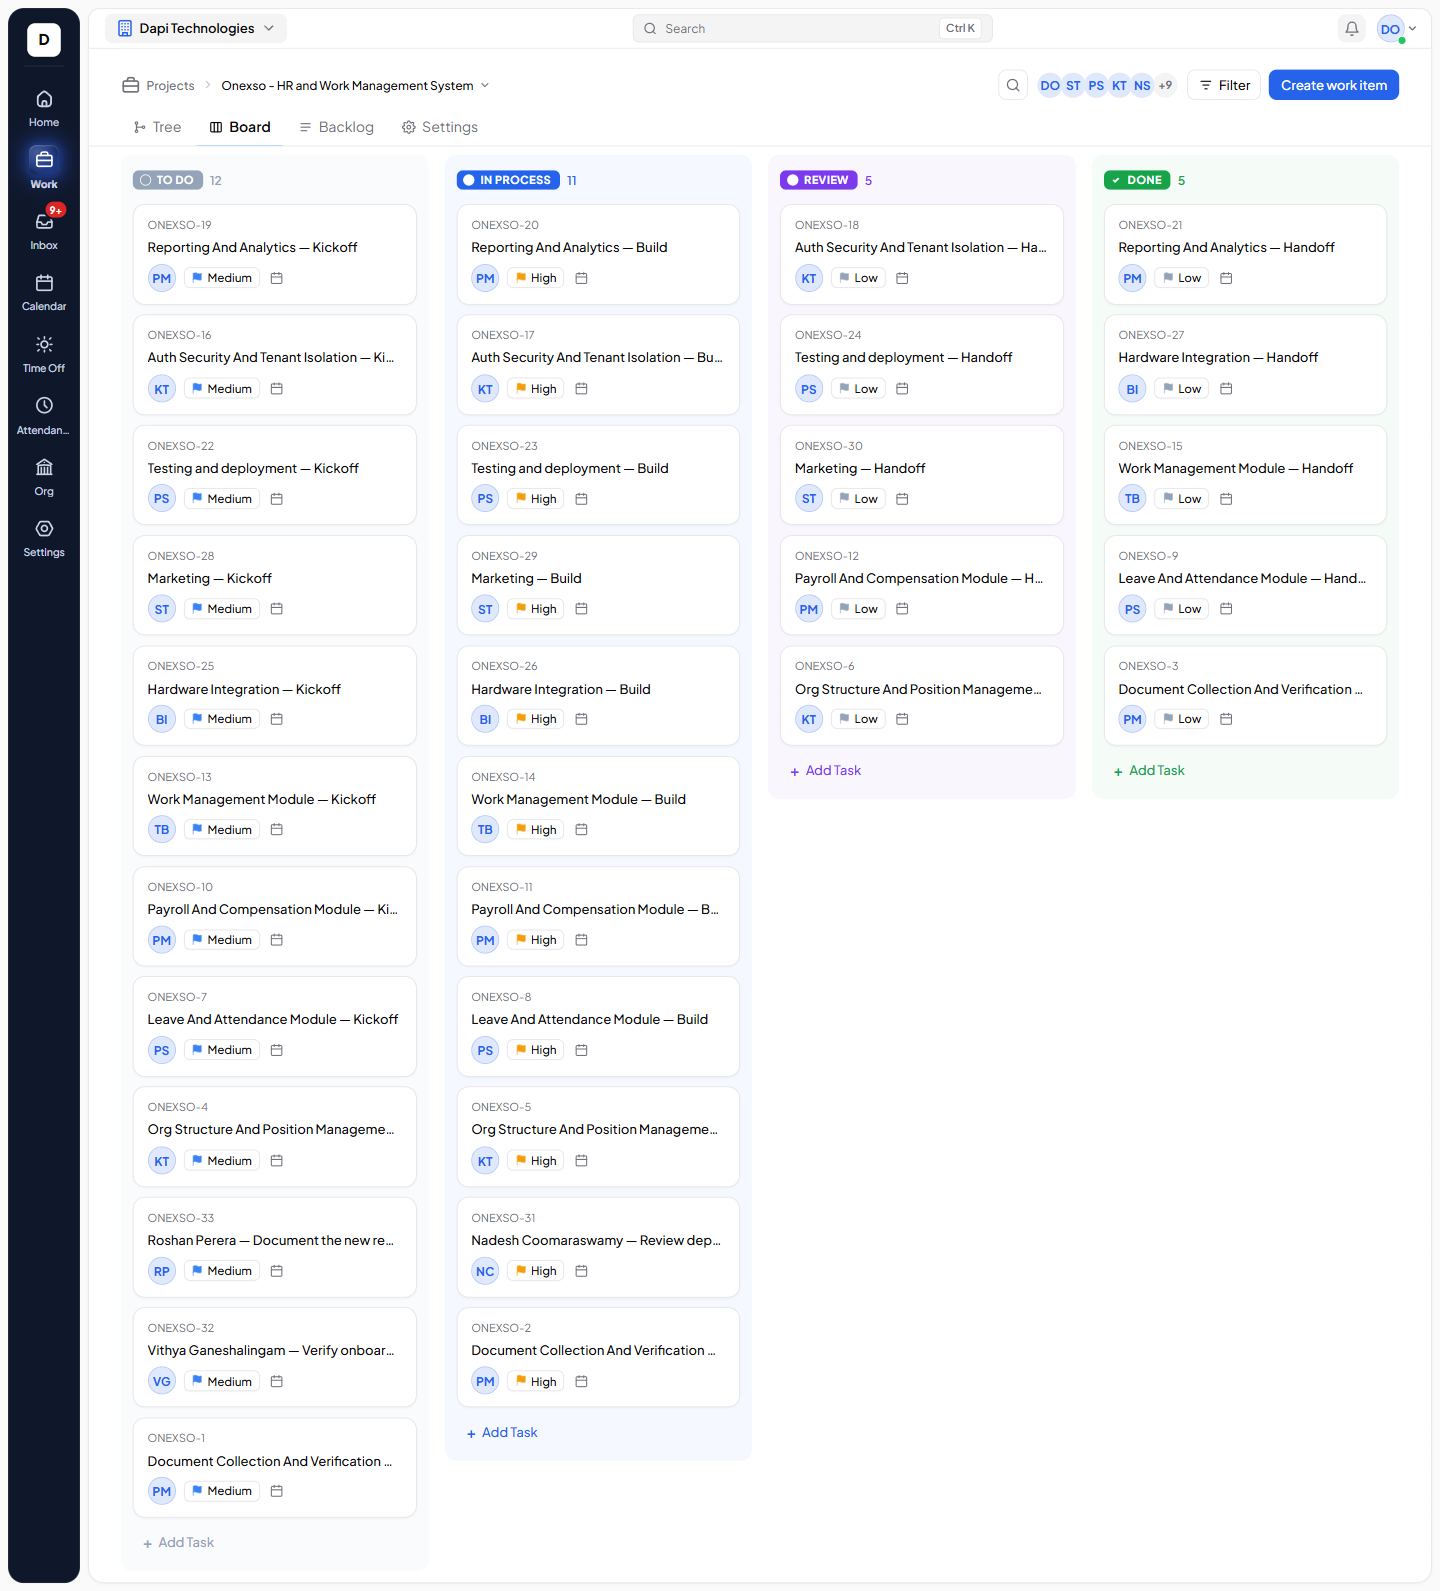 D
Home
Work
9+
Inbox
Calendar
Time Off
Attendan...
Org
Settings
Dapi Technologies
Search
Ctrl K
DO
Projects
Onexso - HR and Work Management System
DO ST PS KT NS +9
Filter
Create work item
Tree
Board
Backlog
Settings
TO DO 12
ONEXSO-19
Reporting And Analytics — Kickoff
PM Medium
ONEXSO-16
Auth Security And Tenant Isolation — Ki...
KT Medium
ONEXSO-22
Testing and deployment — Kickoff
PS Medium
ONEXSO-28
Marketing — Kickoff
ST Medium
ONEXSO-25
Hardware Integration — Kickoff
BI Medium
ONEXSO-13
Work Management Module — Kickoff
TB Medium
ONEXSO-10
Payroll And Compensation Module — Ki...
PM Medium
ONEXSO-7
Leave And Attendance Module — Kickoff
PS Medium
ONEXSO-4
Org Structure And Position Manageme...
KT Medium
ONEXSO-33
Roshan Perera — Document the new re...
RP Medium
ONEXSO-32
Vithya Ganeshalingam — Verify onboar...
VG Medium
ONEXSO-1
Document Collection And Verification ...
PM Medium
+ Add Task
IN PROCESS 11
ONEXSO-20
Reporting And Analytics — Build
PM High
ONEXSO-17
Auth Security And Tenant Isolation — Bu...
KT High
ONEXSO-23
Testing and deployment — Build
PS High
ONEXSO-29
Marketing — Build
ST High
ONEXSO-26
Hardware Integration — Build
BI High
ONEXSO-14
Work Management Module — Build
TB High
ONEXSO-11
Payroll And Compensation Module — B...
PM High
ONEXSO-8
Leave And Attendance Module — Build
PS High
ONEXSO-5
Org Structure And Position Manageme...
KT High
ONEXSO-31
Nadesh Coomaraswamy — Review dep...
NC High
ONEXSO-2
Document Collection And Verification ...
PM High
+ Add Task
REVIEW 5
ONEXSO-18
Auth Security And Tenant Isolation — Ha...
KT Low
ONEXSO-24
Testing and deployment — Handoff
PS Low
ONEXSO-30
Marketing — Handoff
ST Low
ONEXSO-12
Payroll And Compensation Module — H...
PM Low
ONEXSO-6
Org Structure And Position Manageme...
KT Low
+ Add Task
DONE 5
ONEXSO-21
Reporting And Analytics — Handoff
PM Low
ONEXSO-27
Hardware Integration — Handoff
BI Low
ONEXSO-15
Work Management Module — Handoff
TB Low
ONEXSO-9
Leave And Attendance Module — Hand...
PS Low
ONEXSO-3
Document Collection And Verification ...
PM Low
+ Add Task